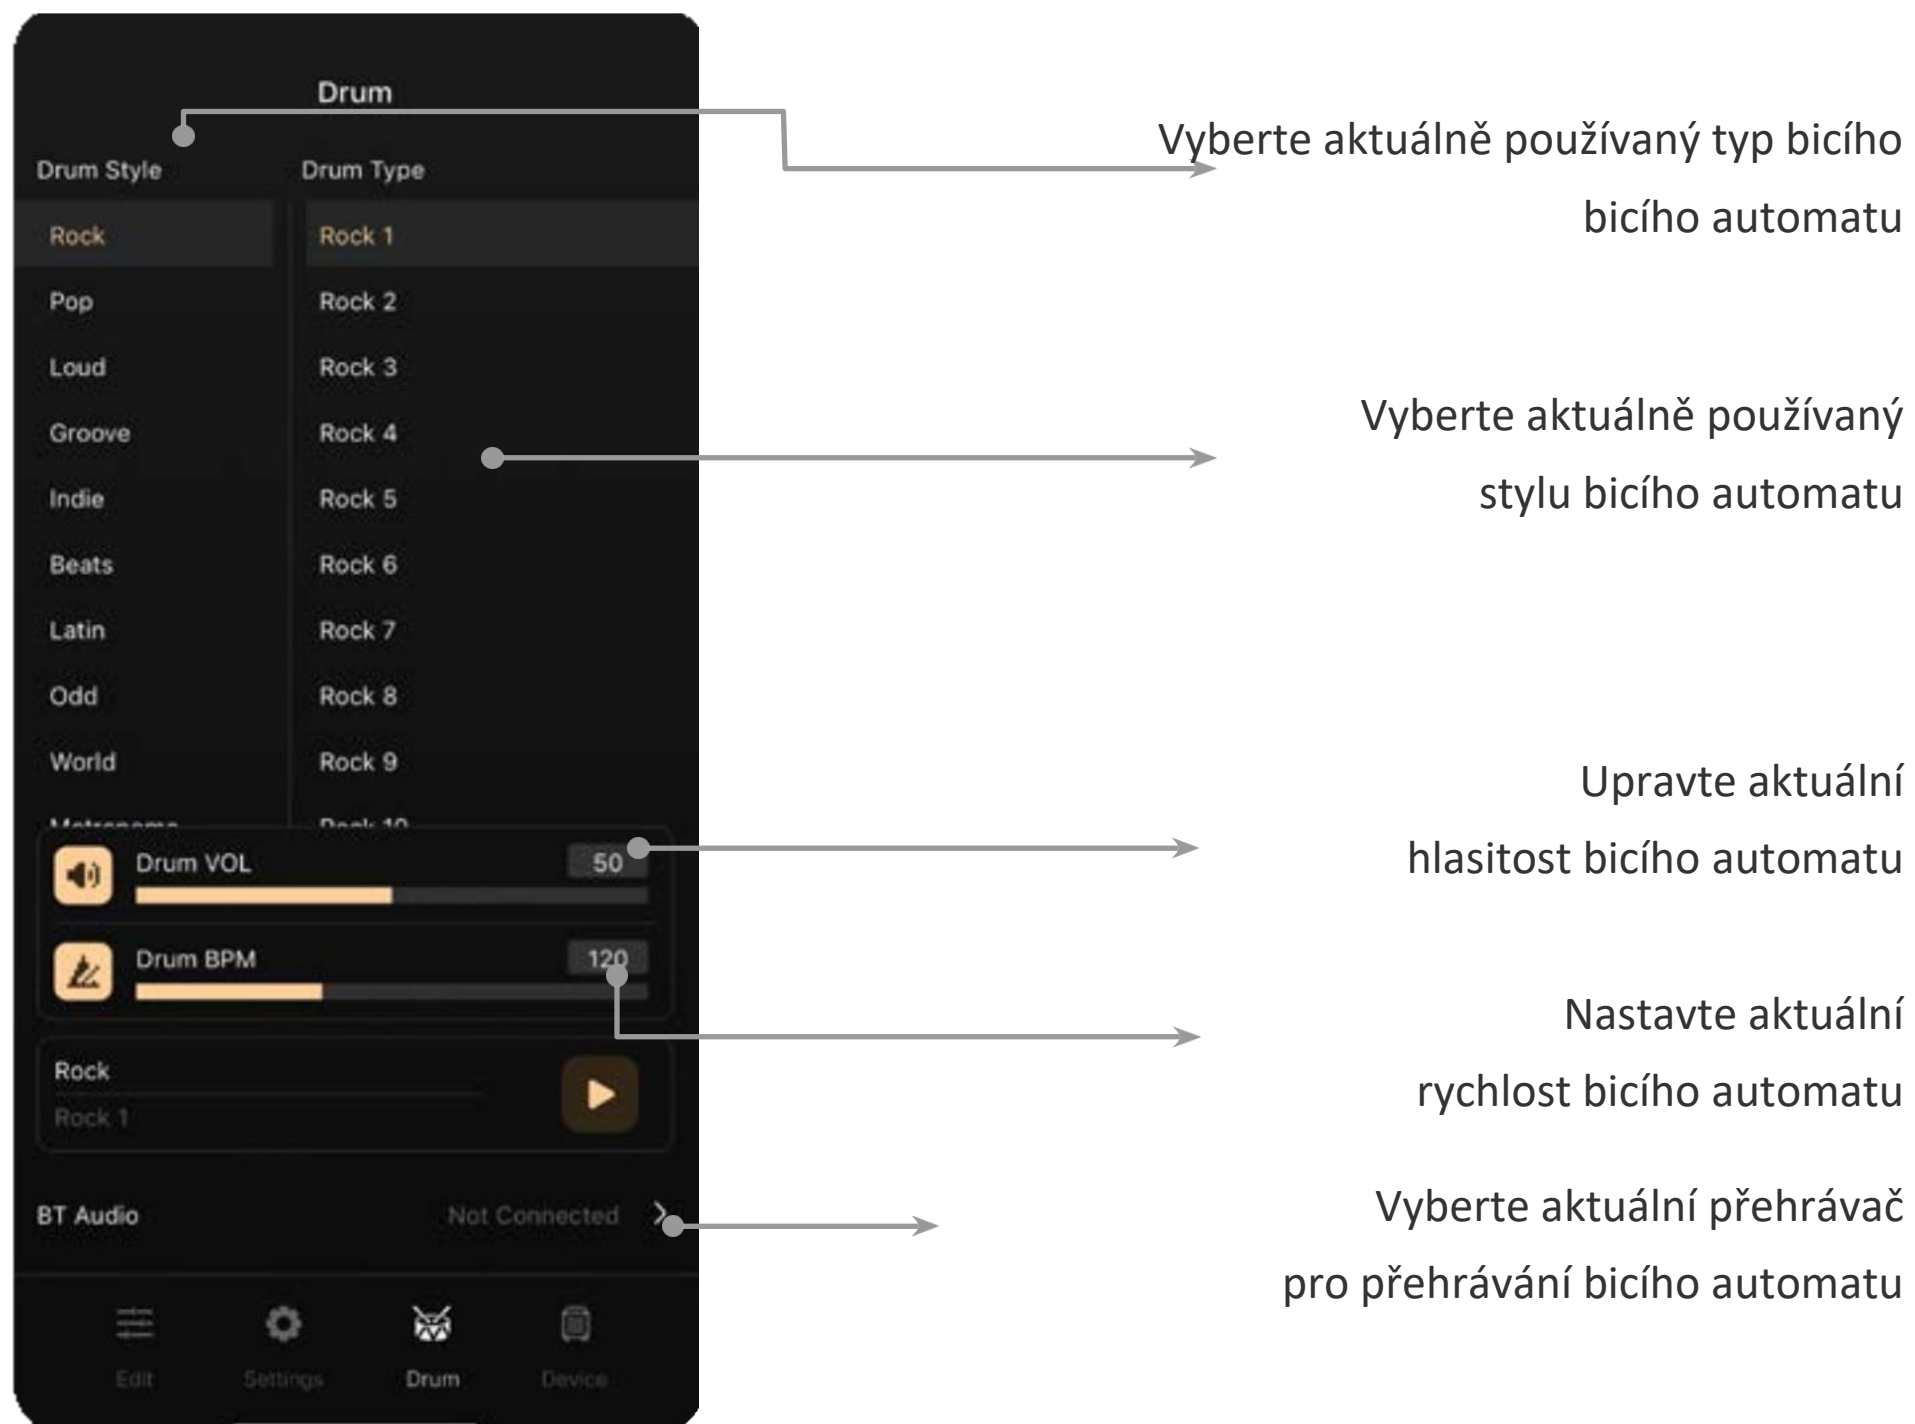 Drum
Drum Style
Drum Type
Rock
Rock 1
Pop
Rock 2
Loud
Rock 3
Groove
Rock 4
Indie
Rock 5
Beats
Rock 6
Latin
Rock 7
Odd
Rock 8
World
Rock 9
Metronome
Rock 10
Drum VOL
50
Drum BPM
120
Rock
Rock 1
BT Audio
Not Connected
Edit
Settings
Drum
Device
Vyberte aktuálně používaný typ bicího
bicího automatu
Vyberte aktuálně používaný
stylu bicího automatu
Upravte aktuální
hlasitost bicího automatu
Nastavte aktuální
rychlost bicího automatu
Vyberte aktuální přehrávač
pro přehrávání bicího automatu